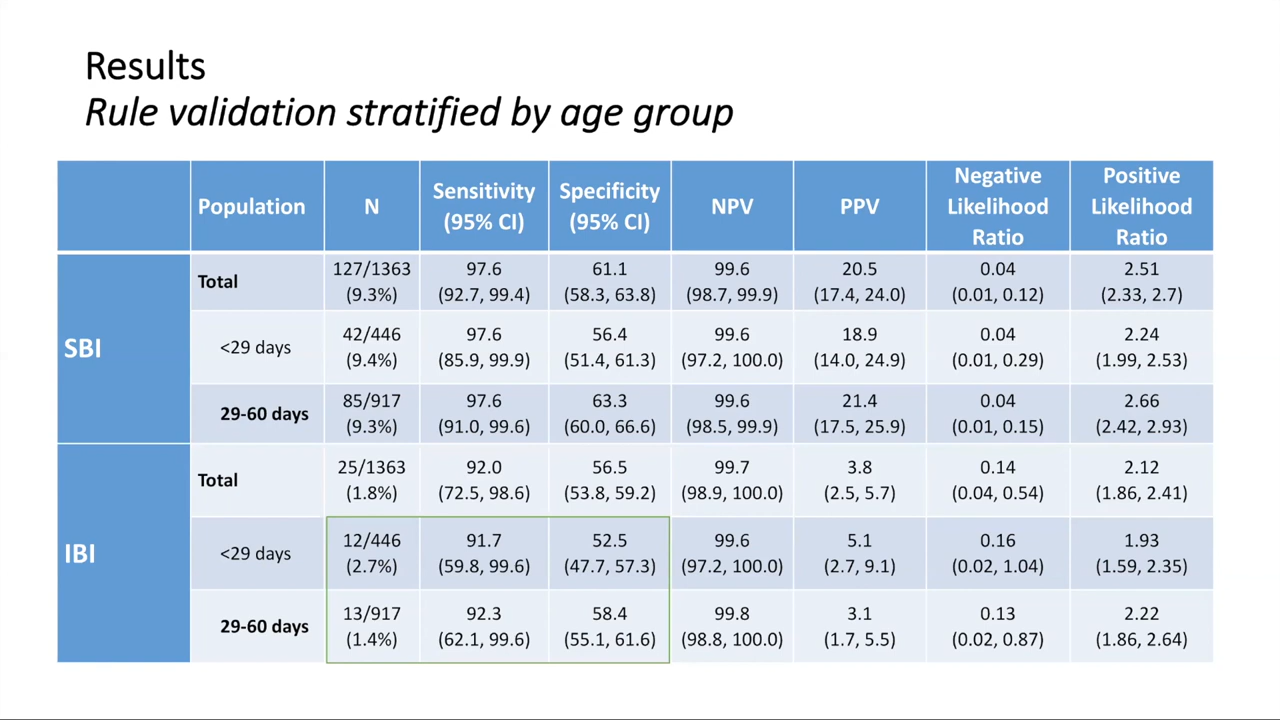 Results
Rule validation stratified by age group
Population N Sensitivity (95% CI) Specificity (95% CI) NPV PPV Negative Likelihood Ratio Positive Likelihood Ratio
SBI
Total 127/1363 97.6 61.1 99.6 20.5 0.04 2.51
(9.3%) (92.7, 99.4) (58.3, 63.8) (98.7, 99.9) (17.4, 24.0) (0.01, 0.12) (2.33, 2.7)
<29 days 42/446 97.6 56.4 99.6 18.9 0.04 2.24
(9.4%) (85.9, 99.9) (51.4, 61.3) (97.2, 100.0) (14.0, 24.9) (0.01, 0.29) (1.99, 2.53)
29-60 days 85/917 97.6 63.3 99.6 21.4 0.04 2.66
(9.3%) (91.0, 99.6) (60.0, 66.6) (98.5, 99.9) (17.5, 25.9) (0.01, 0.15) (2.42, 2.93)
IBI
Total 25/1363 92.0 56.5 99.7 3.8 0.14 2.12
(1.8%) (72.5, 98.6) (53.8, 59.2) (98.9, 100.0) (2.5, 5.7) (0.04, 0.54) (1.86, 2.41)
<29 days 12/446 91.7 52.5 99.6 5.1 0.16 1.93
(2.7%) (59.8, 99.6) (47.7, 57.3) (97.2, 100.0) (2.7, 9.1) (0.02, 1.04) (1.59, 2.35)
29-60 days 13/917 92.3 58.4 99.8 3.1 0.13 2.22
(1.4%) (62.1, 99.6) (55.1, 61.6) (98.8, 100.0) (1.7, 5.5) (0.02, 0.87) (1.86, 2.64)